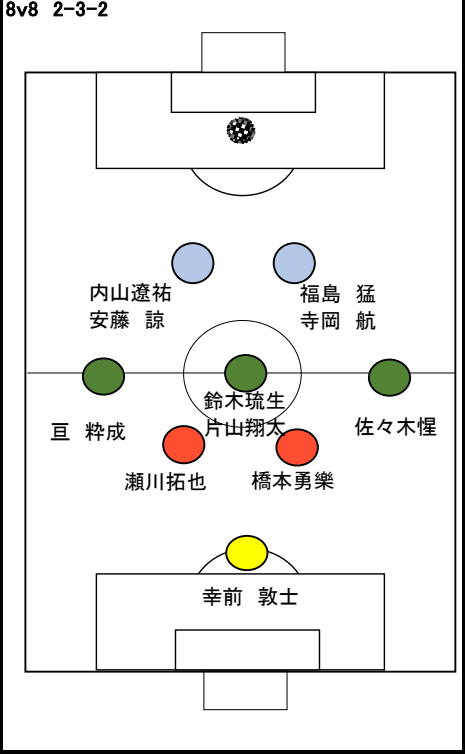 8v8 2-3-2
内山遼祐
安藤 諒
福島 猛
寺岡 航
亘 粋成
鈴木琉生
片山翔太
佐々木惺
瀬川拓也
橋本勇樂
幸前 敦士